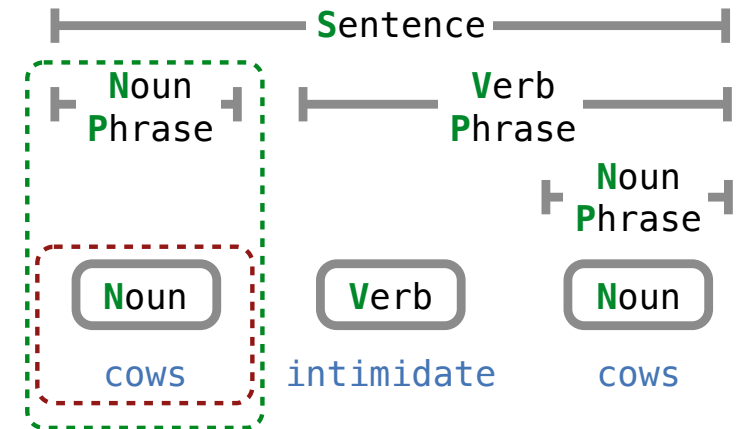 Sentence
Noun Verb
Phrase Phrase
Noun
Phrase
Noun Verb Noun
cows intimidate cows